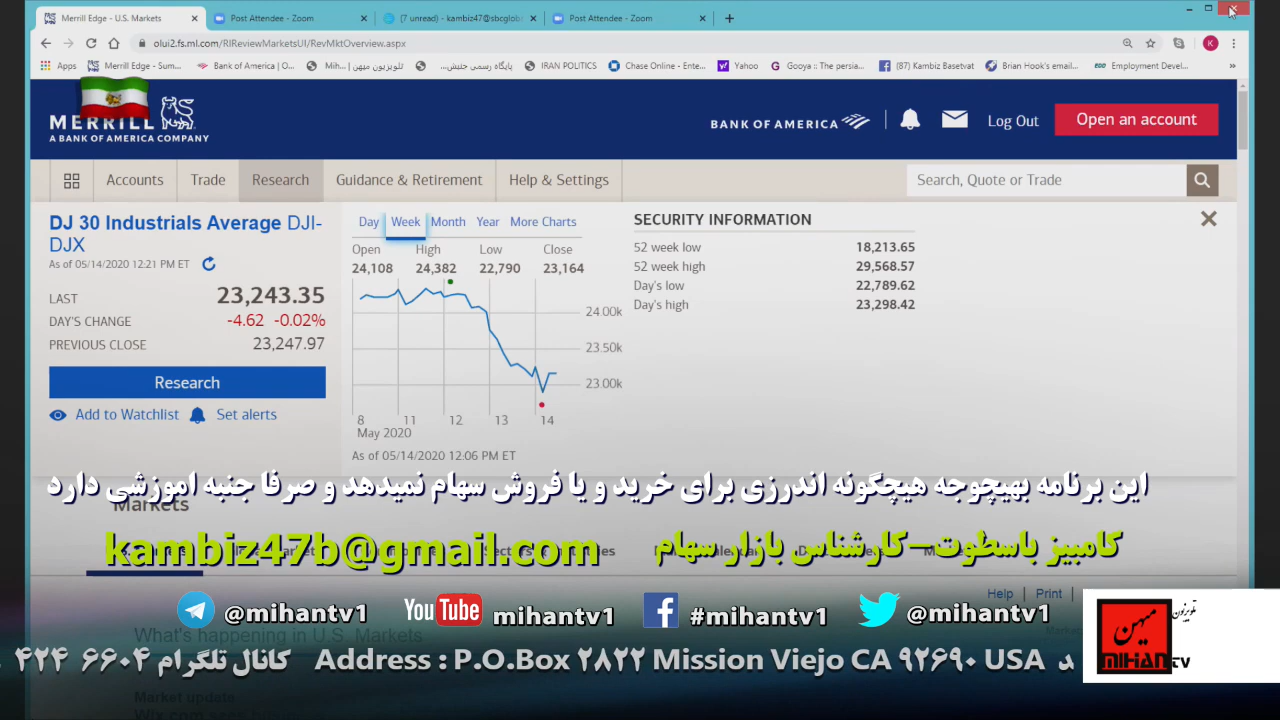 Merrill Edge - U.S. Markets
Post Attendee - Zoom
(7 unread) - kambiz47@sbcgloba
Post Attendee - Zoom
olui2.fs.ml.com/RIReviewMarketsUI/RevMktOverview.aspx
K
Apps
Merrill Edge - Sum...
Bank of America | O...
تلویزیون میهن | Mih...
پایگاه رسمی جنبش...
IRAN POLITICS
Chase Online - Ente...
Yahoo
Gooya :: The persia...
(87) Kambiz Basetvat
Brian Hook's email...
Employment Devel...
»
MERRILL
A BANK OF AMERICA COMPANY
BANK OF AMERICA
Log Out
Open an account
Accounts
Trade
Research
Guidance & Retirement
Help & Settings
Search, Quote or Trade
DJ 30 Industrials Average DJI-
DJX
As of 05/14/2020 12:21 PM ET
LAST 23,243.35
DAY'S CHANGE -4.62 -0.02%
PREVIOUS CLOSE 23,247.97
Research
Add to Watchlist
Set alerts
Day Week Month Year More Charts
Open High Low Close
24,108 24,382 22,790 23,164
24.00k
23.50k
23.00k
8 11 12 13 14
May 2020
As of 05/14/2020 12:06 PM ET
SECURITY INFORMATION
52 week low 18,213.65
52 week high 29,568.57
Day's low 22,789.62
Day's high 23,298.42
این برنامه بهیچوجه هیچگونه اندرزی برای خرید و یا فروش سهام نمیدهد و صرفا جنبه اموزشی دارد
Markets
کامبیز باسطوت–کارشناس بازار سهام
kambiz47b@gmail.com
Help | Print |
@mihantv1
YouTube mihantv1
#mihantv1
@mihantv1
What's happening in U.S. Markets
کانال تلگرام ۶۶۰۴ ۴۲۴
Address : P.O.Box ۲۸۲۲ Mission Viejo CA ۹۲۶۹۰ USA
تلویزیون
میهن
MIHAN TV
Market update